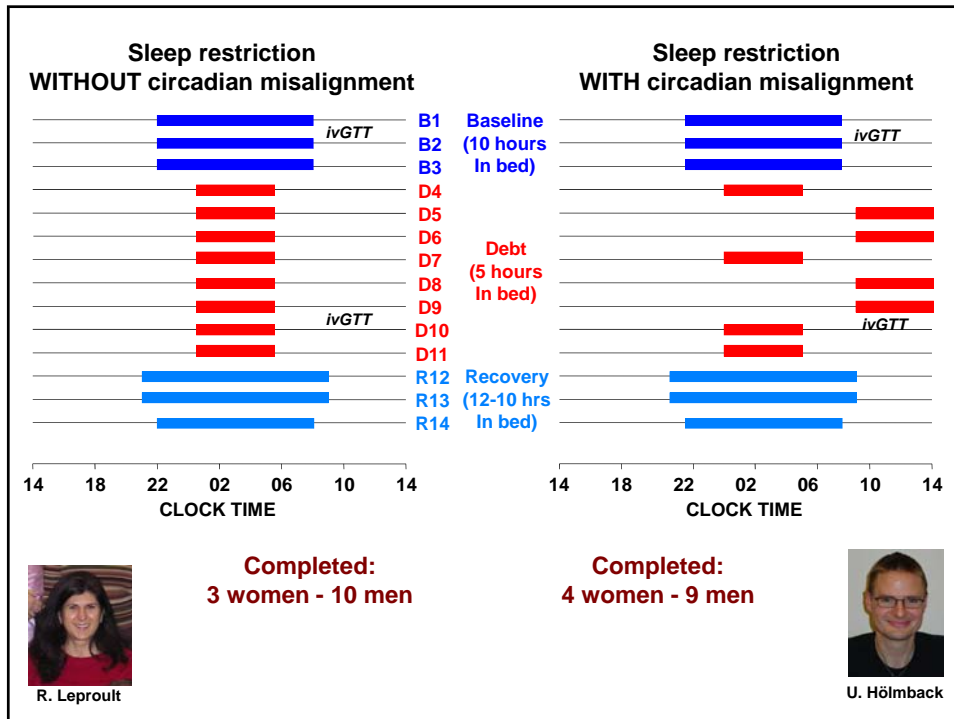 Sleep restriction
WITHOUT circadian misalignment
Sleep restriction
WITH circadian misalignment
B1
B2
B3
D4
D5
D6
D7
D8
D9
D10
D11
R12
R13
R14
ivGTT
ivGTT
Baseline
(10 hours
In bed)
Debt
(5 hours
In bed)
Recovery
(12-10 hrs
In bed)
ivGTT
ivGTT
14 18 22 02 06 10 14
CLOCK TIME
14 18 22 02 06 10 14
CLOCK TIME
Completed:
3 women - 10 men
Completed:
4 women - 9 men
R. Leproult
U. Hölmback